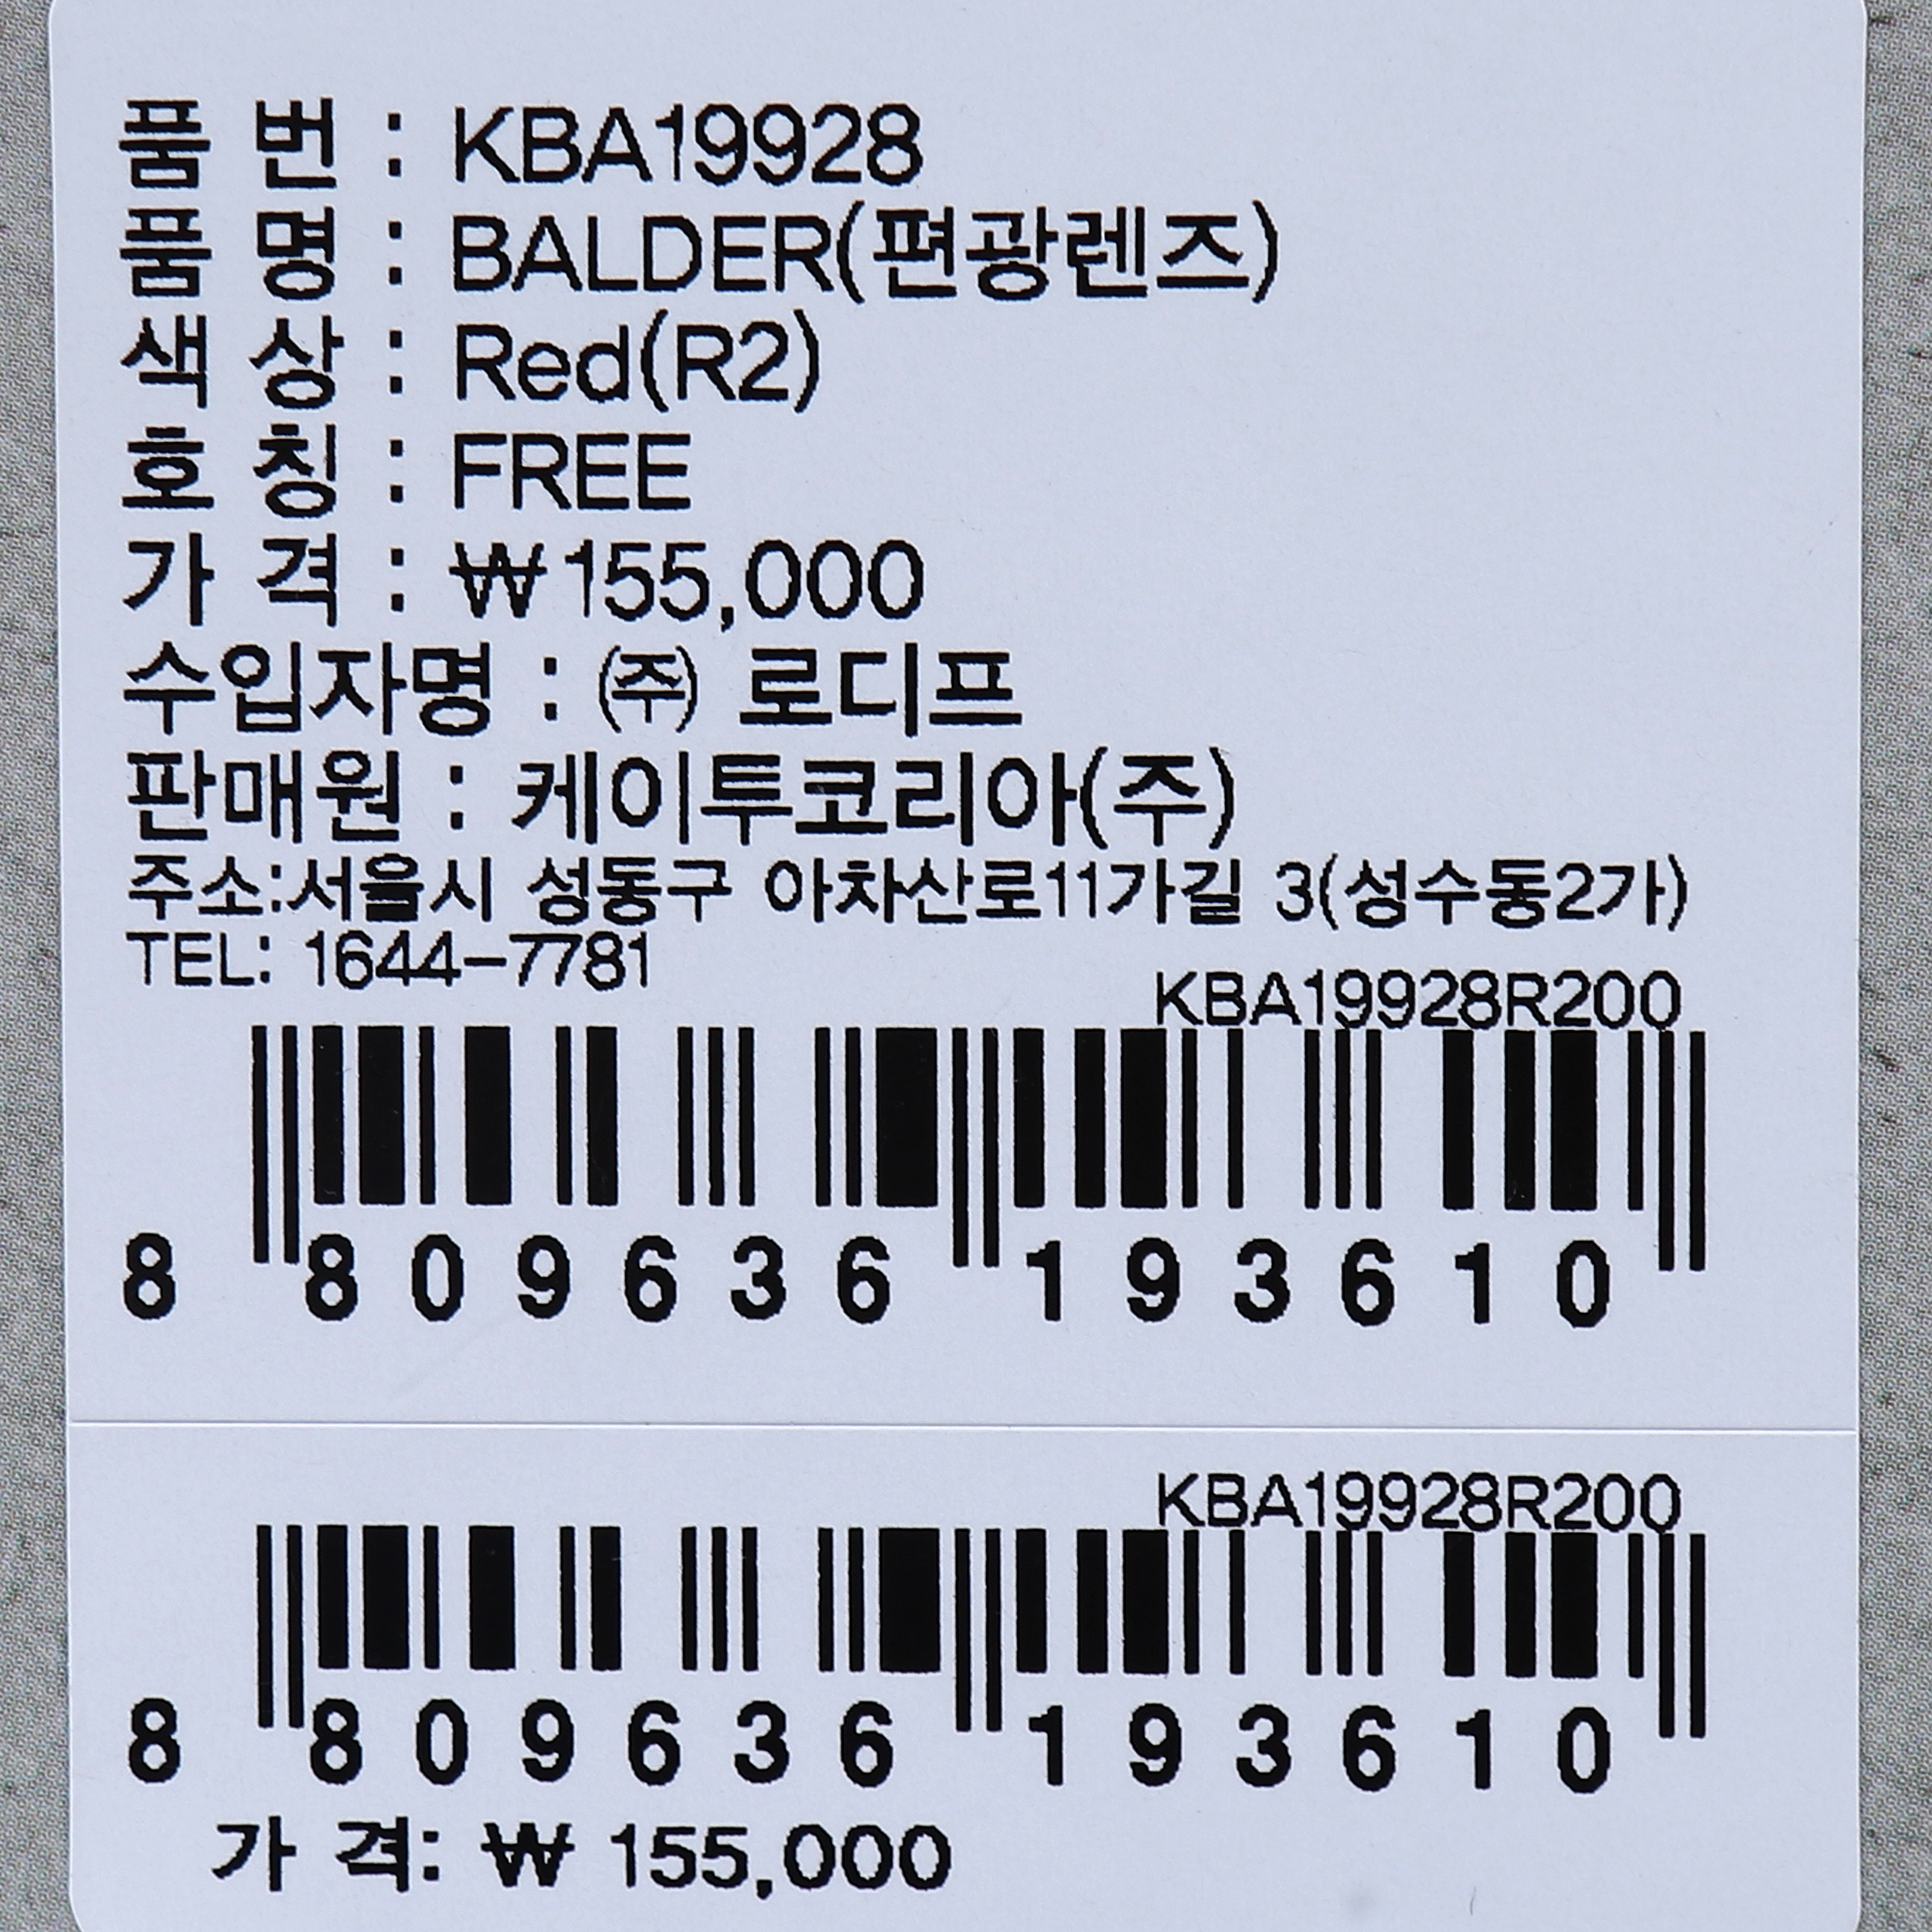 품 번 : KBA19928
품 명 : BALDER(편광렌즈)
색 상 : Red(R2)
호 칭 : FREE
가 격 : ₩155,000
수입자명 : ㈜ 로디프
판매원 : 케이투코리아(주)
주소:서울시 성동구 아차산로11가길 3(성수동2가)
TEL: 1644-7781
KBA19928R200
8 809636 193610
KBA19928R200
8 809636 193610
가 격: ₩ 155,000